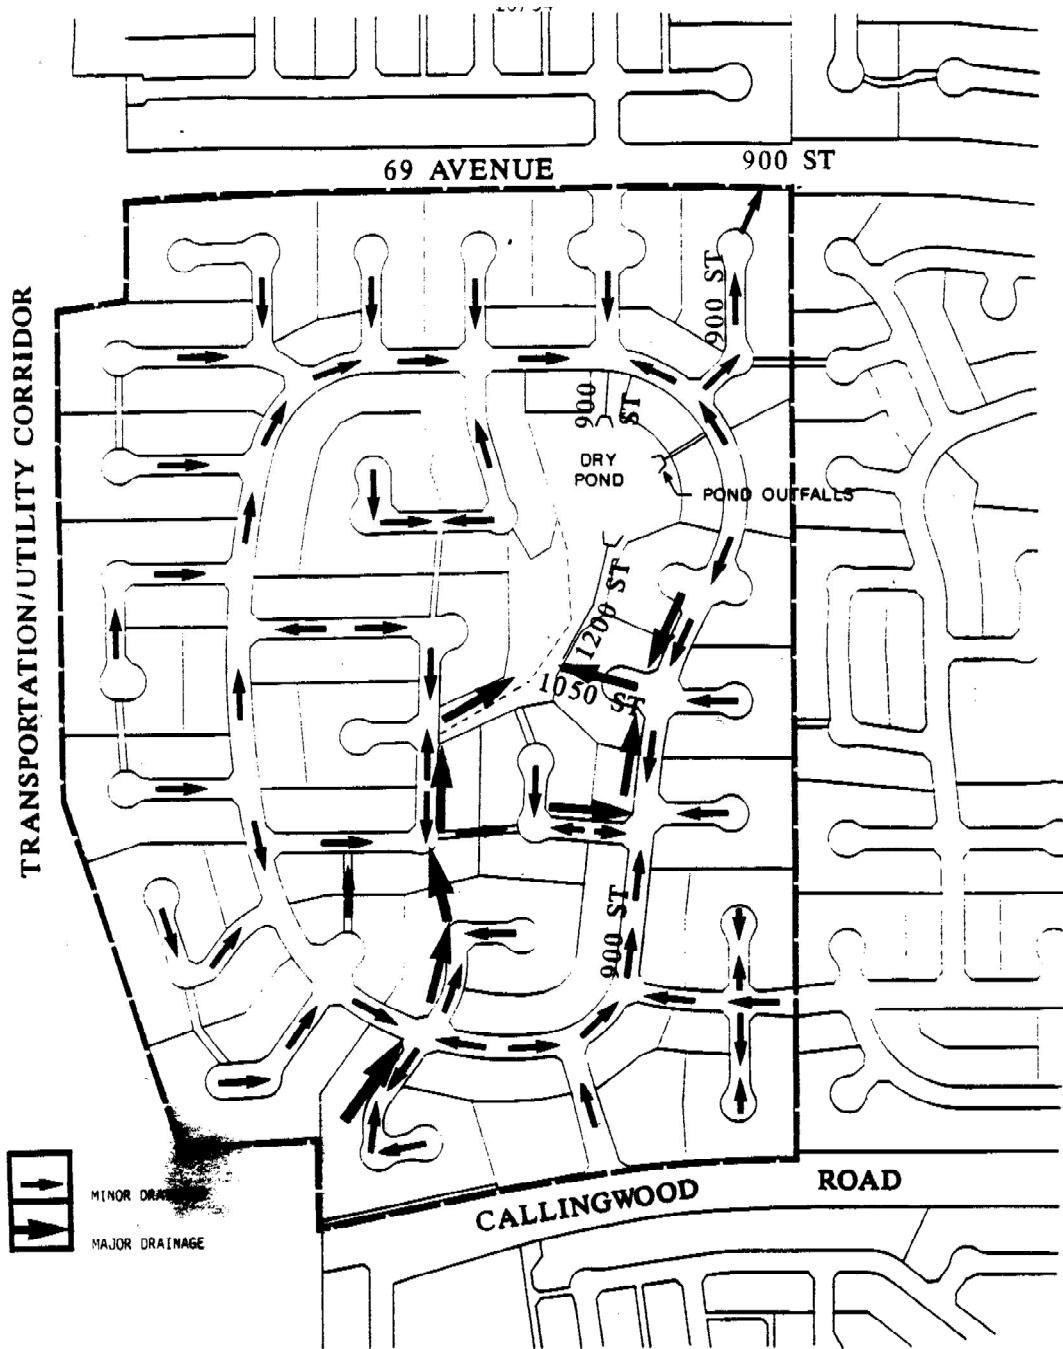 69 AVENUE
900 ST
900 ST
TRANSPORTATION/UTILITY CORRIDOR
900 ST
DRY
POND
POND OUTFALLS
1200 ST
1050 ST
900 ST
MINOR
CALLINGWOOD ROAD
MAJOR DRAINAGE